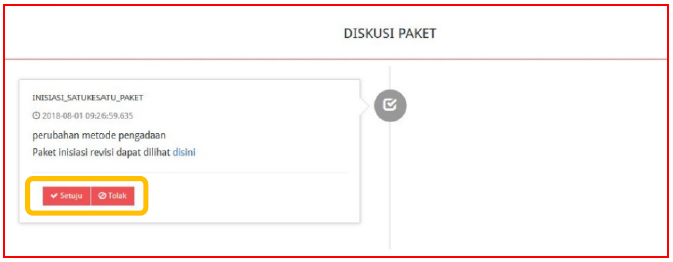 DISKUSI PAKET
INISIASI_SATUKESATU_PAKET
2018-08-01 09:26:59.635
perubahan metode pengadaan
Paket inisiasi revisi dapat dilihat disini
Setuju Tolak